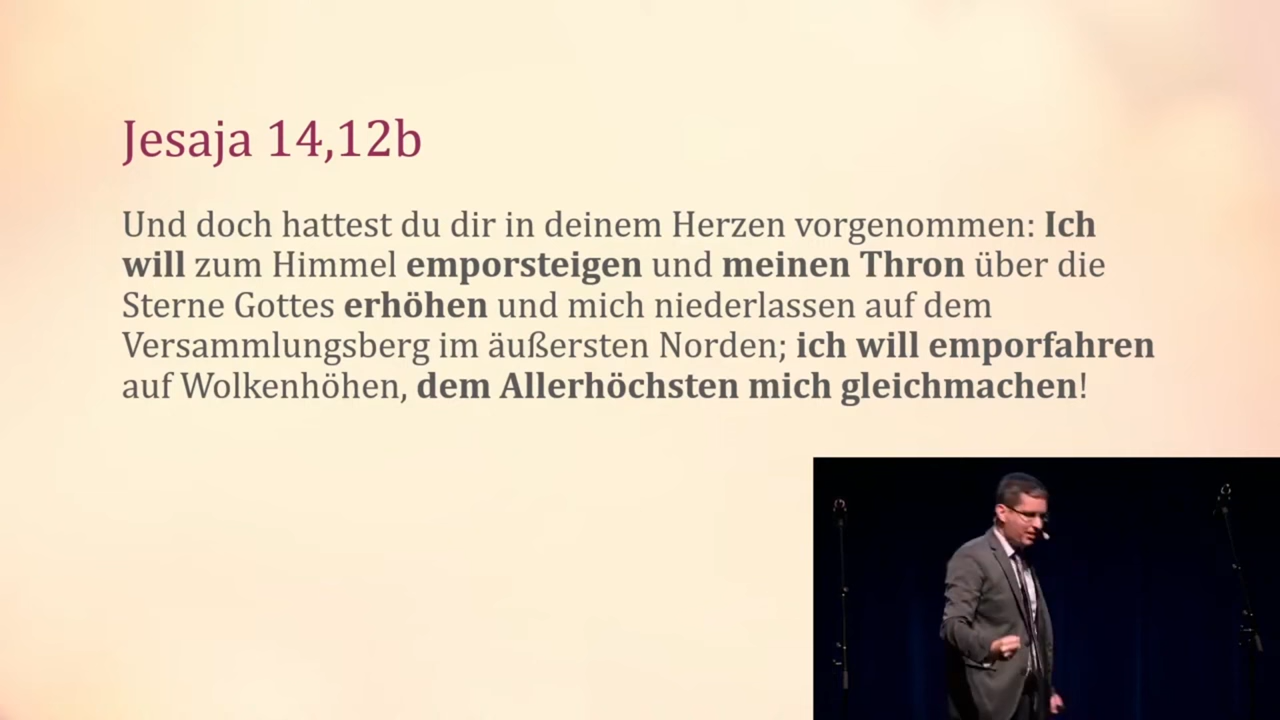 Jesaja 14,12b
Und doch hattest du dir in deinem Herzen vorgenommen: Ich
will zum Himmel emporsteigen und meinen Thron über die
Sterne Gottes erhöhen und mich niederlassen auf dem
Versammlungsberg im äußersten Norden; ich will emporfahren
auf Wolkenhöhen, dem Allerhöchsten mich gleichmachen!